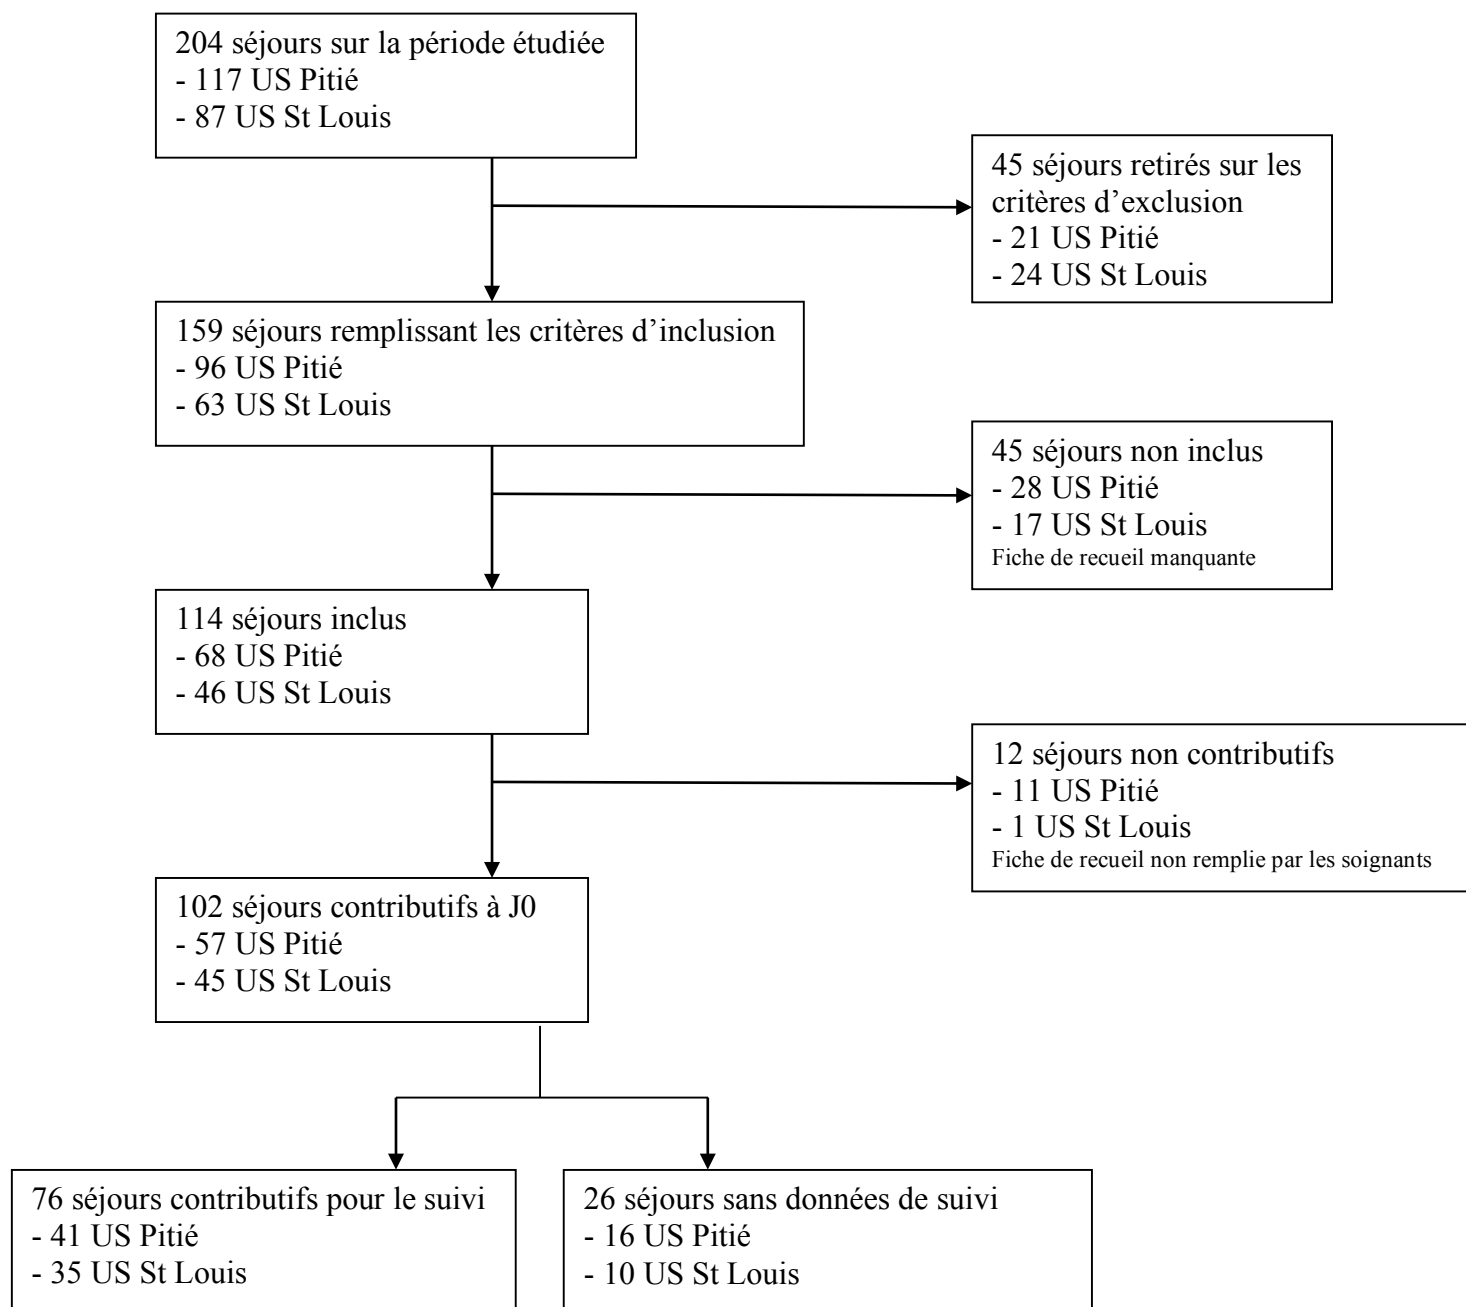 204 séjours sur la période étudiée
- 117 US Pitié
- 87 US St Louis
45 séjours retirés sur les
critères d’exclusion
- 21 US Pitié
- 24 US St Louis
159 séjours remplissant les critères d’inclusion
- 96 US Pitié
- 63 US St Louis
45 séjours non inclus
- 28 US Pitié
- 17 US St Louis
Fiche de recueil manquante
114 séjours inclus
- 68 US Pitié
- 46 US St Louis
12 séjours non contributifs
- 11 US Pitié
- 1 US St Louis
Fiche de recueil non remplie par les soignants
102 séjours contributifs à J0
- 57 US Pitié
- 45 US St Louis
76 séjours contributifs pour le suivi
- 41 US Pitié
- 35 US St Louis
26 séjours sans données de suivi
- 16 US Pitié
- 10 US St Louis